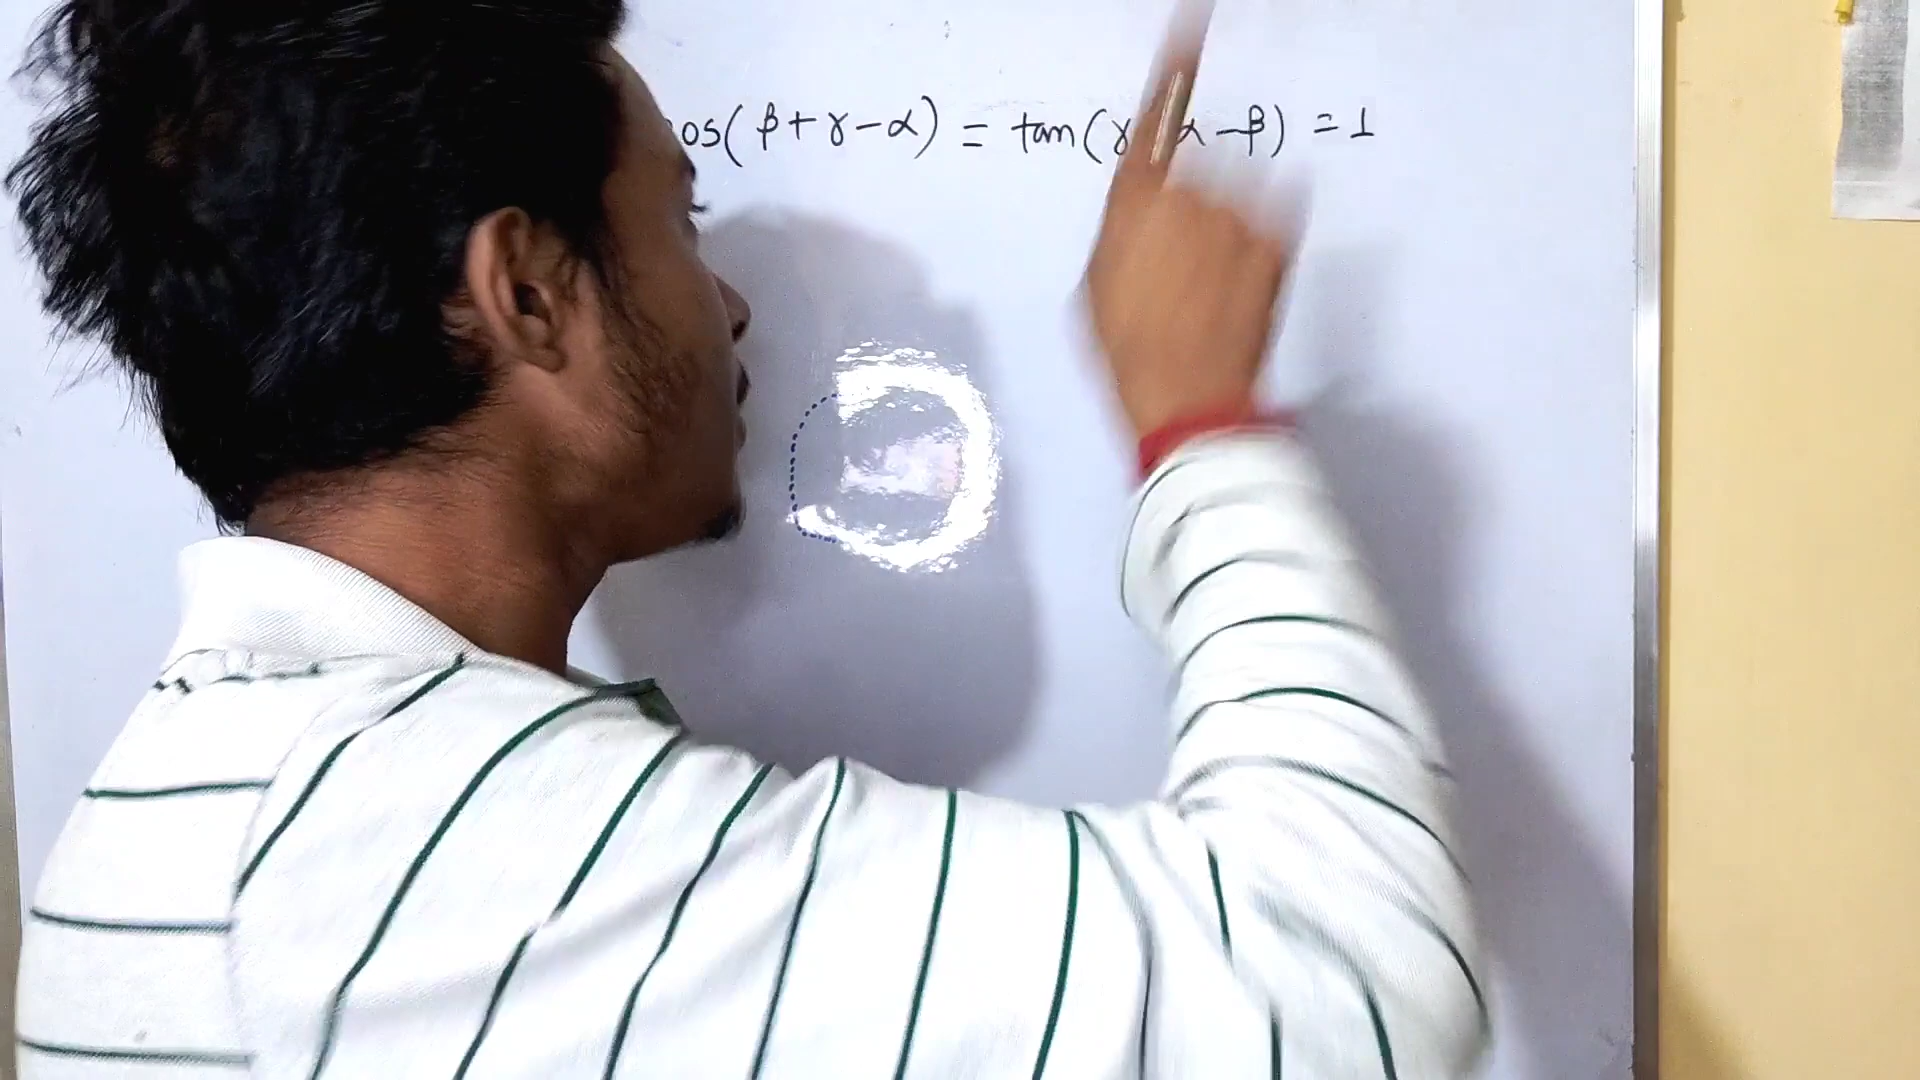 os(β+γ-α) = tan(γ α-β) = 1